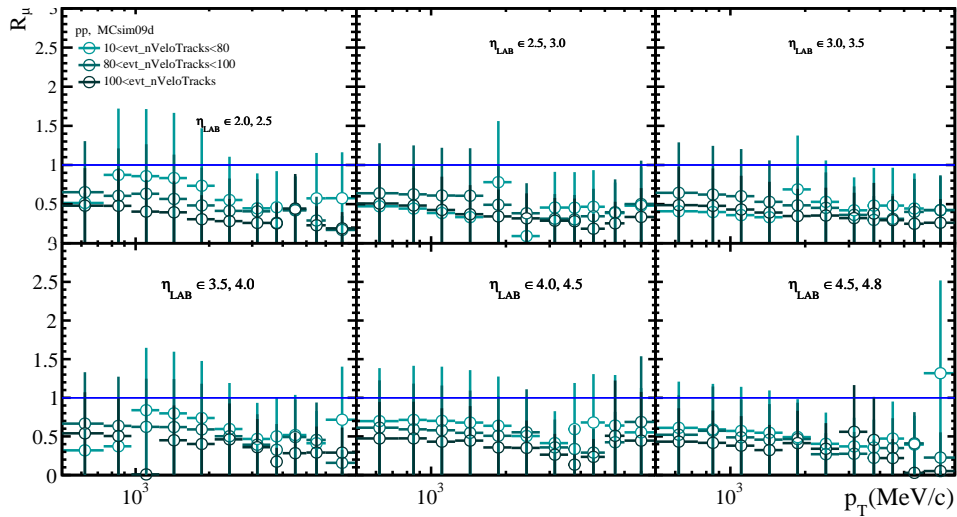 R_μ
pp, MCsim09d
10<evt_nVeloTracks<80
80<evt_nVeloTracks<100
100<evt_nVeloTracks
η_LAB ∈ 2.0, 2.5
η_LAB ∈ 2.5, 3.0
η_LAB ∈ 3.0, 3.5
2.5
2
1.5
1
0.5
3
η_LAB ∈ 3.5, 4.0
η_LAB ∈ 4.0, 4.5
η_LAB ∈ 4.5, 4.8
2.5
2
1.5
1
0.5
0
10^3
10^3
10^3
p_T(MeV/c)